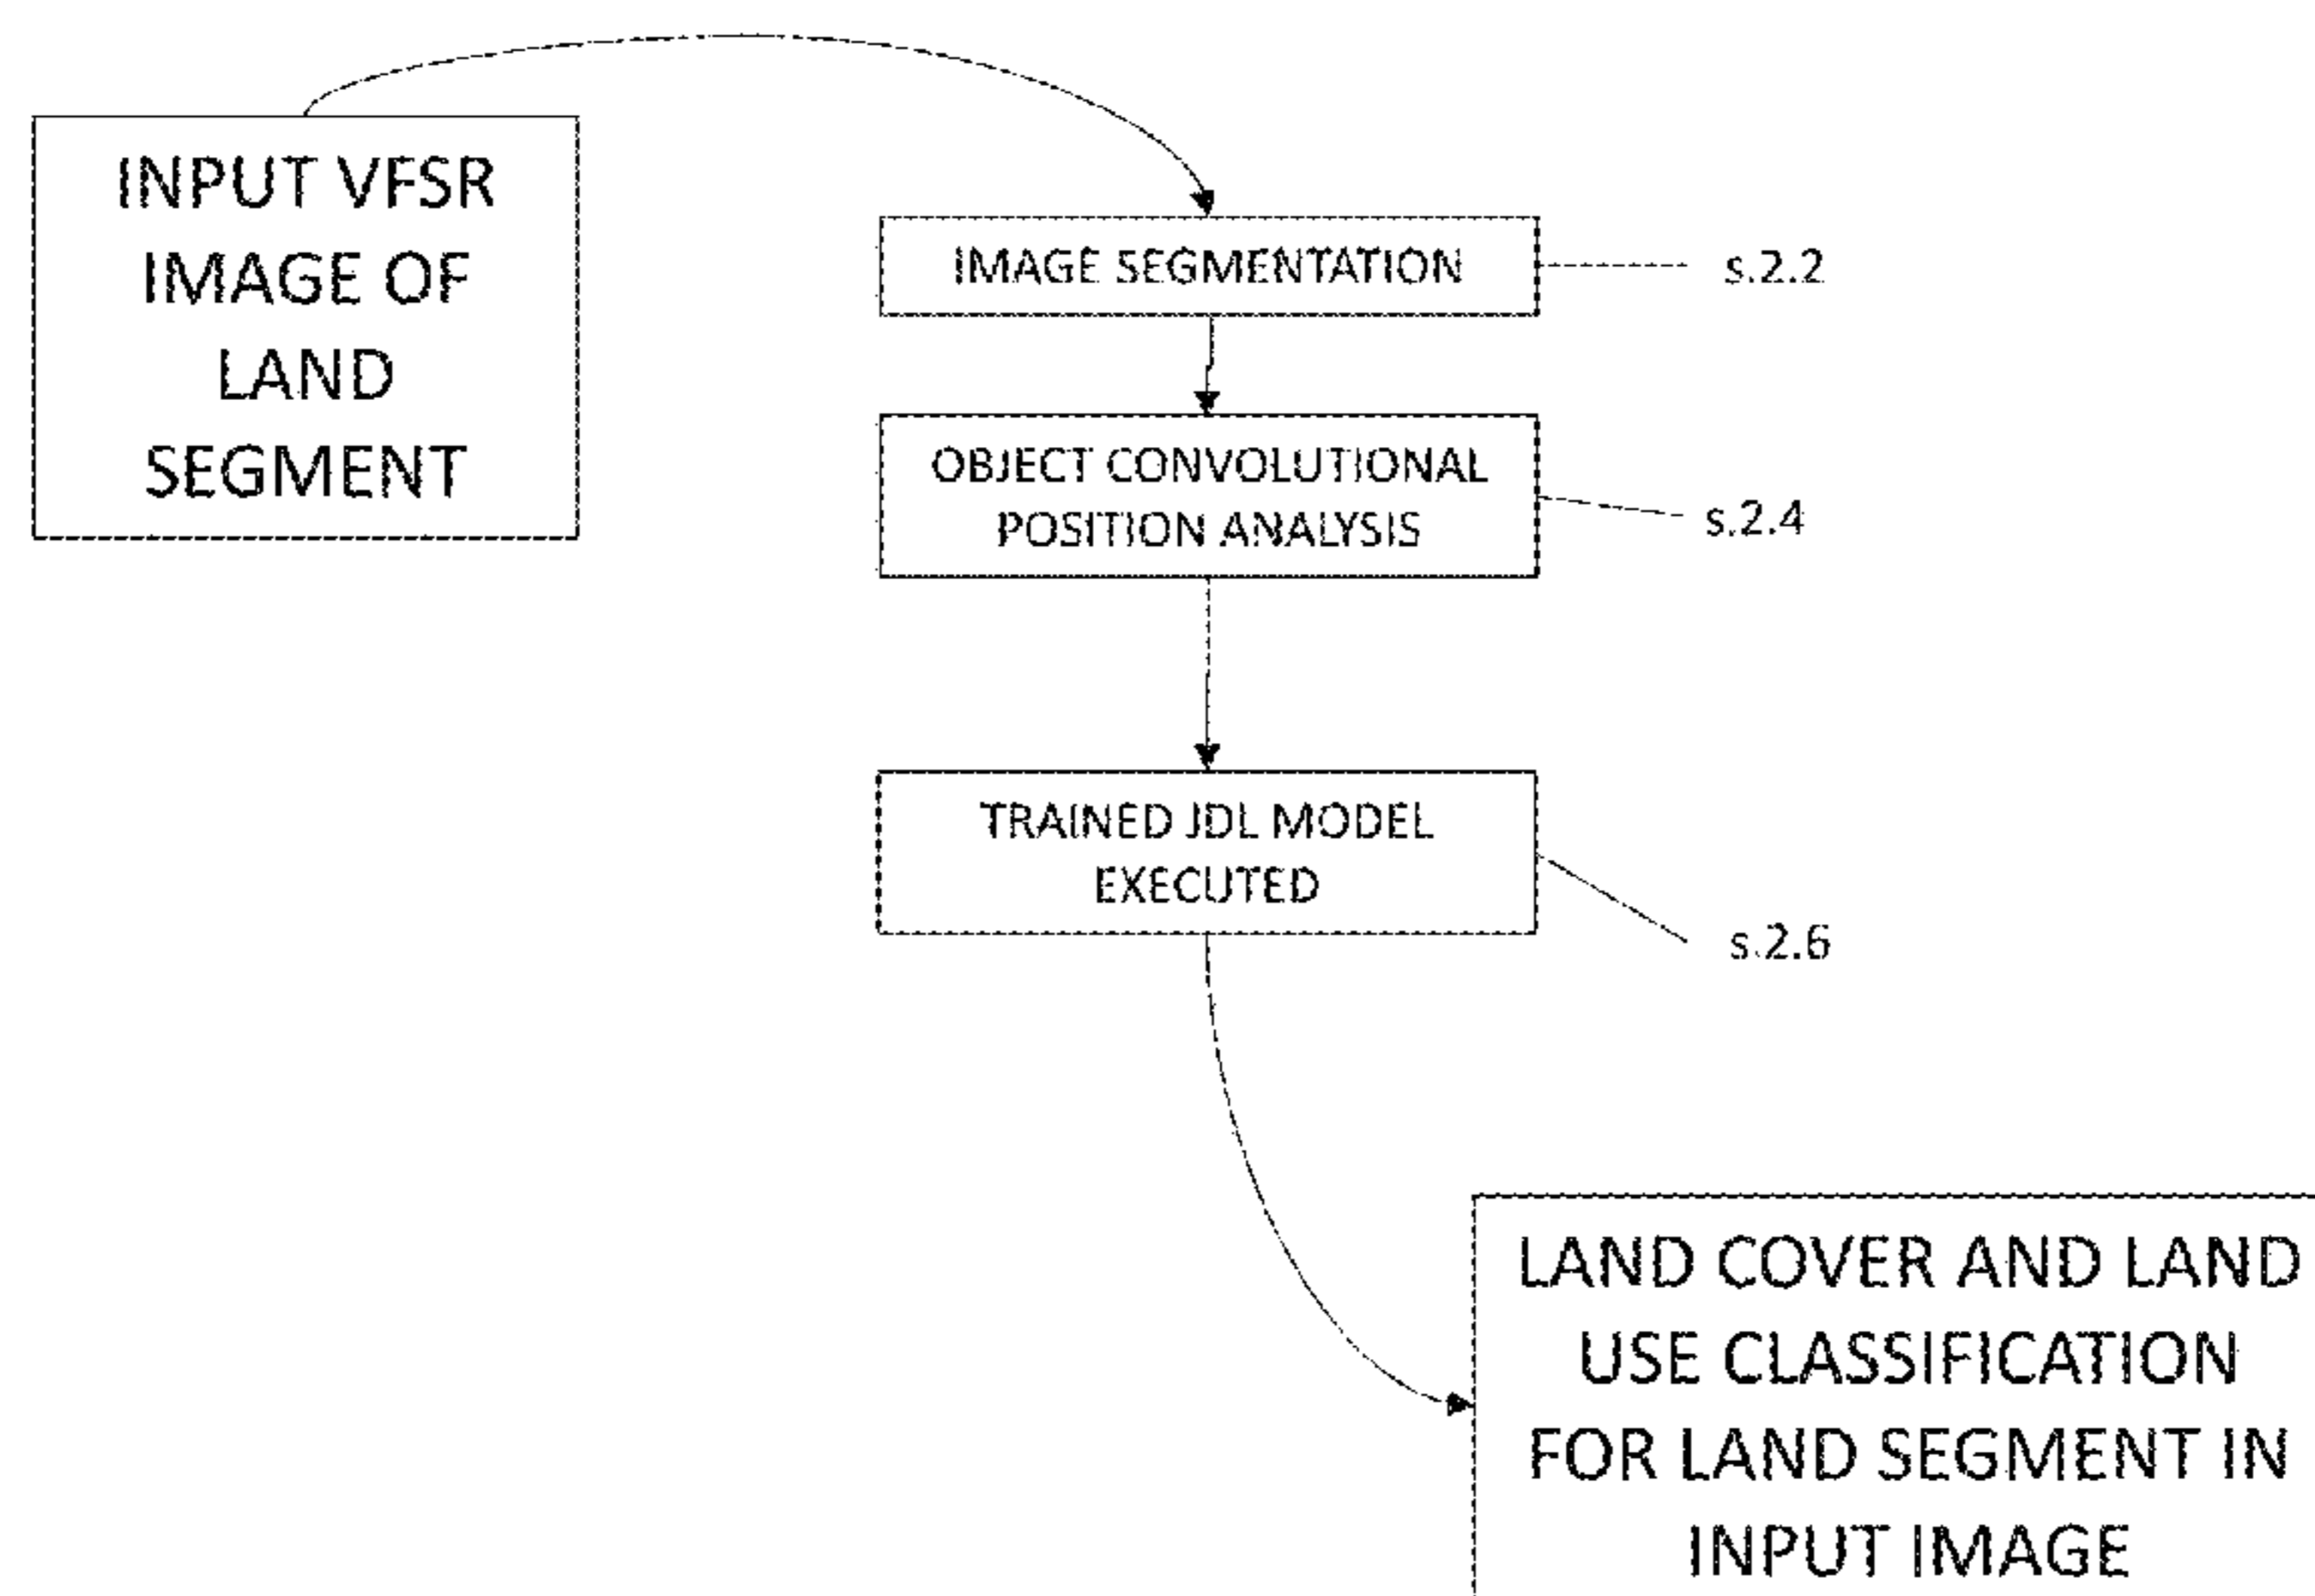 INPUT VFSR
IMAGE OF
LAND
SEGMENT
IMAGE SEGMENTATION
s.2.2
OBJECT CONVOLUTIONAL
POSITION ANALYSIS
s.2.4
TRAINED JDL MODEL
EXECUTED
s.2.6
LAND COVER AND LAND
USE CLASSIFICATION
FOR LAND SEGMENT IN
INPUT IMAGE